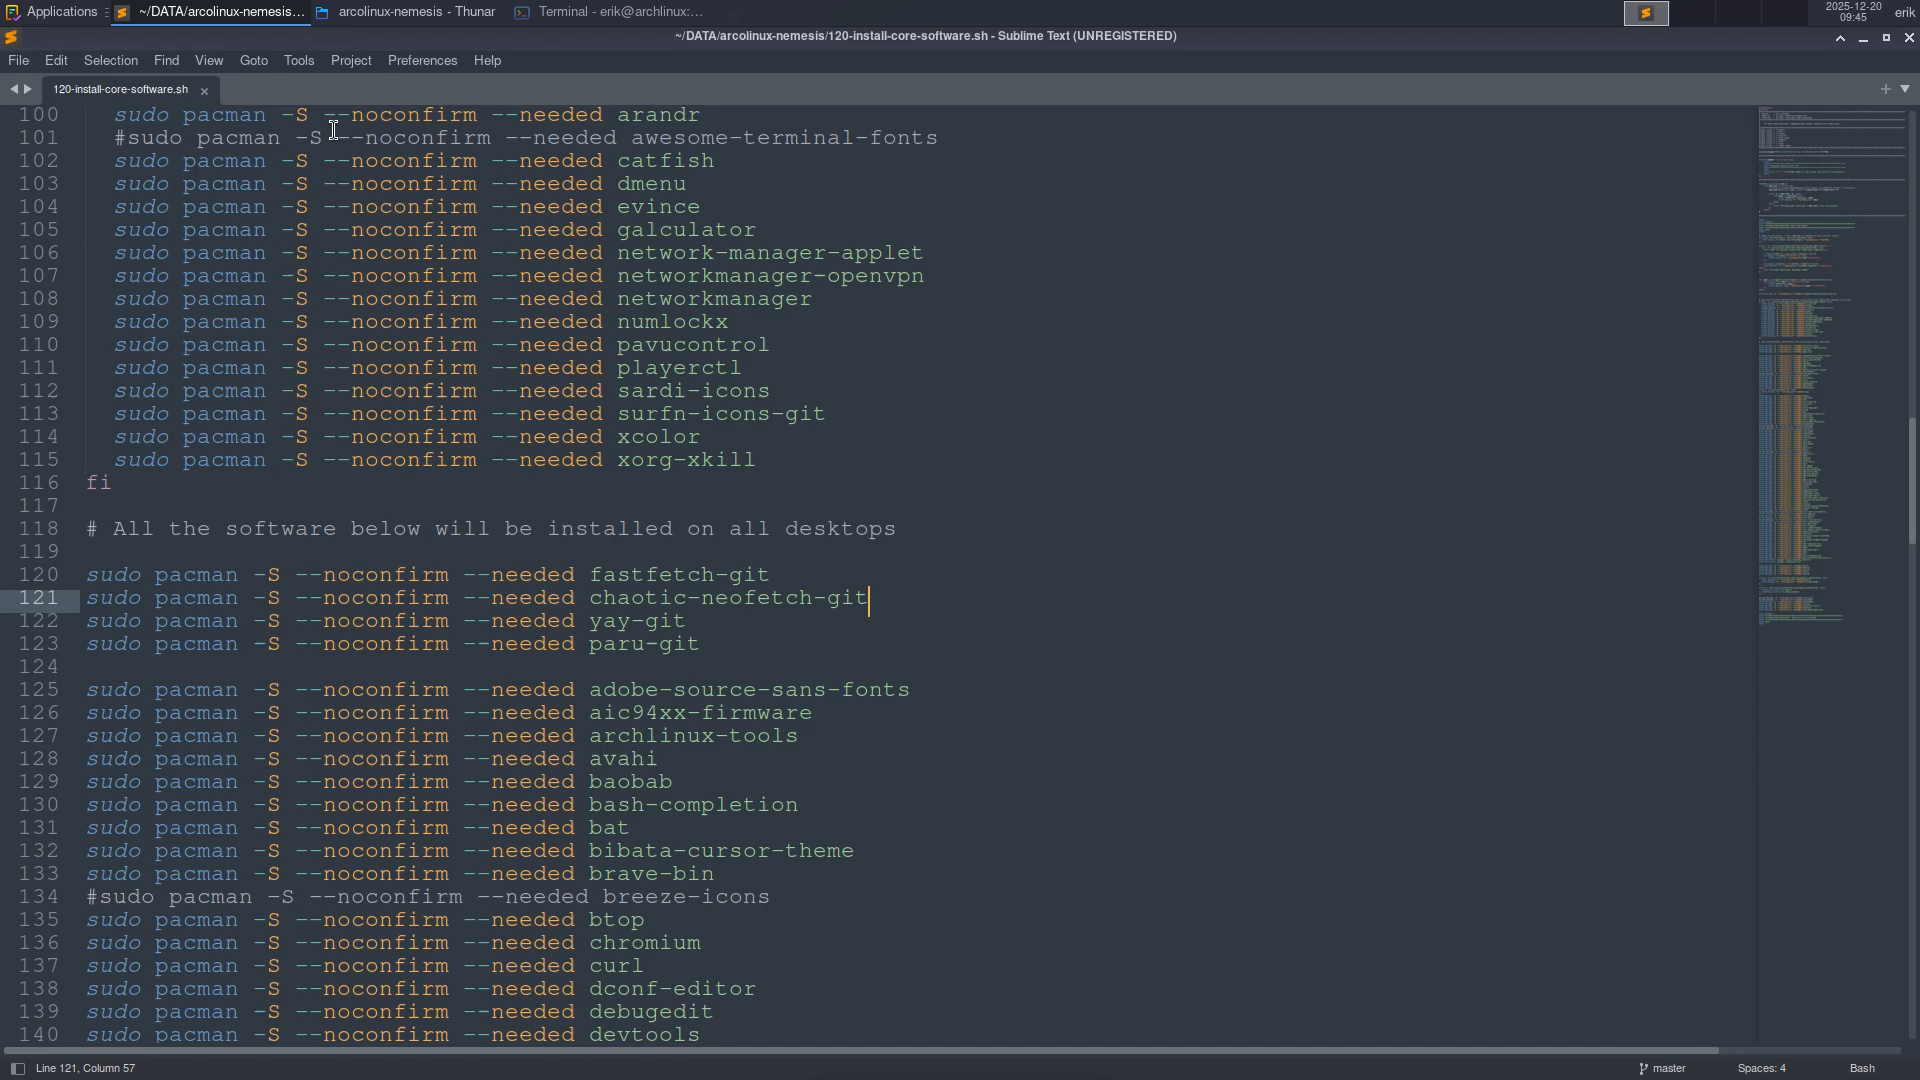 Applications
~/DATA/arcolinux-nemesis...
arcolinux-nemesis - Thunar
Terminal - erik@archlinux:...
2025-12-20
09:45
erik
~/DATA/arcolinux-nemesis/120-install-core-software.sh - Sublime Text (UNREGISTERED)
File Edit Selection Find View Goto Tools Project Preferences Help
120-install-core-software.sh
100 sudo pacman -S --noconfirm --needed arandr
101 #sudo pacman -S --noconfirm --needed awesome-terminal-fonts
102 sudo pacman -S --noconfirm --needed catfish
103 sudo pacman -S --noconfirm --needed dmenu
104 sudo pacman -S --noconfirm --needed evince
105 sudo pacman -S --noconfirm --needed galculator
106 sudo pacman -S --noconfirm --needed network-manager-applet
107 sudo pacman -S --noconfirm --needed networkmanager-openvpn
108 sudo pacman -S --noconfirm --needed networkmanager
109 sudo pacman -S --noconfirm --needed numlockx
110 sudo pacman -S --noconfirm --needed pavucontrol
111 sudo pacman -S --noconfirm --needed playerctl
112 sudo pacman -S --noconfirm --needed sardi-icons
113 sudo pacman -S --noconfirm --needed surfn-icons-git
114 sudo pacman -S --noconfirm --needed xcolor
115 sudo pacman -S --noconfirm --needed xorg-xkill
116 fi
117
118 # All the software below will be installed on all desktops
119
120 sudo pacman -S --noconfirm --needed fastfetch-git
121 sudo pacman -S --noconfirm --needed chaotic-neofetch-git
122 sudo pacman -S --noconfirm --needed yay-git
123 sudo pacman -S --noconfirm --needed paru-git
124
125 sudo pacman -S --noconfirm --needed adobe-source-sans-fonts
126 sudo pacman -S --noconfirm --needed aic94xx-firmware
127 sudo pacman -S --noconfirm --needed archlinux-tools
128 sudo pacman -S --noconfirm --needed avahi
129 sudo pacman -S --noconfirm --needed baobab
130 sudo pacman -S --noconfirm --needed bash-completion
131 sudo pacman -S --noconfirm --needed bat
132 sudo pacman -S --noconfirm --needed bibata-cursor-theme
133 sudo pacman -S --noconfirm --needed brave-bin
134 #sudo pacman -S --noconfirm --needed breeze-icons
135 sudo pacman -S --noconfirm --needed btop
136 sudo pacman -S --noconfirm --needed chromium
137 sudo pacman -S --noconfirm --needed curl
138 sudo pacman -S --noconfirm --needed dconf-editor
139 sudo pacman -S --noconfirm --needed debugedit
140 sudo pacman -S --noconfirm --needed devtools
Line 121, Column 57
master
Spaces: 4
Bash